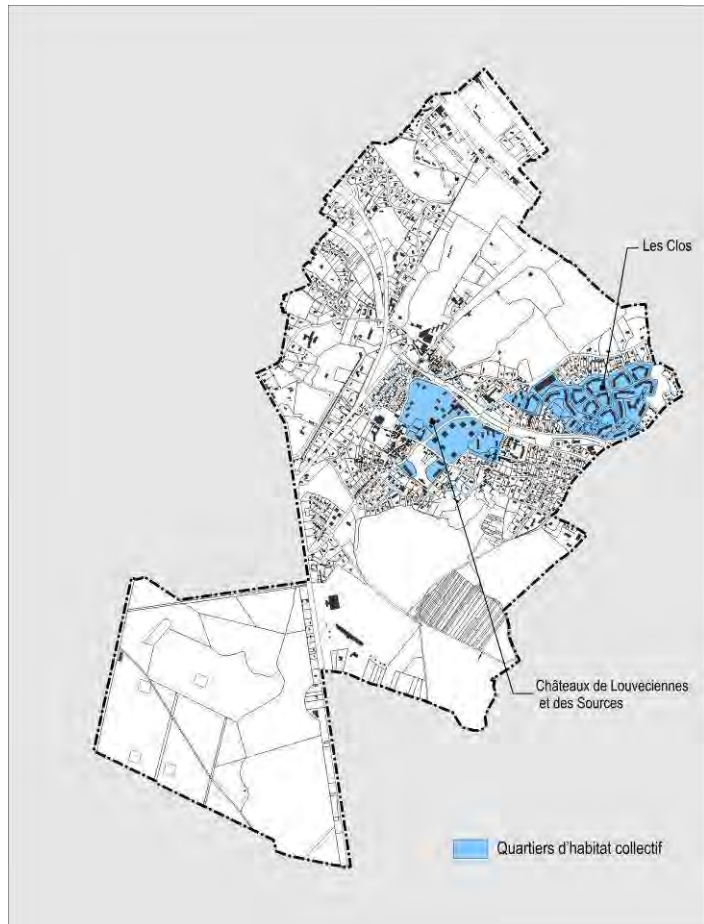 Les Clos
Châteaux de Louveciennes
et des Sources
Quartiers d'habitat collectif